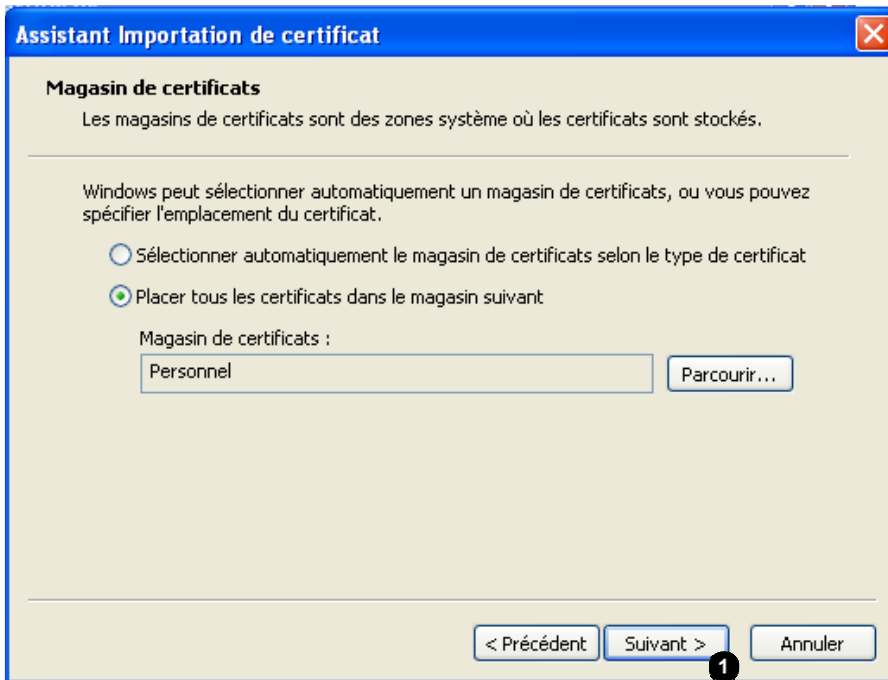 Assistant Importation de certificat
Magasin de certificats
Les magasins de certificats sont des zones système où les certificats sont stockés.
Windows peut sélectionner automatiquement un magasin de certificats, ou vous pouvez
spécifier l'emplacement du certificat.
Sélectionner automatiquement le magasin de certificats selon le type de certificat
Placer tous les certificats dans le magasin suivant
Magasin de certificats :
Personnel
Parcourir...
< Précédent
Suivant >
Annuler
1